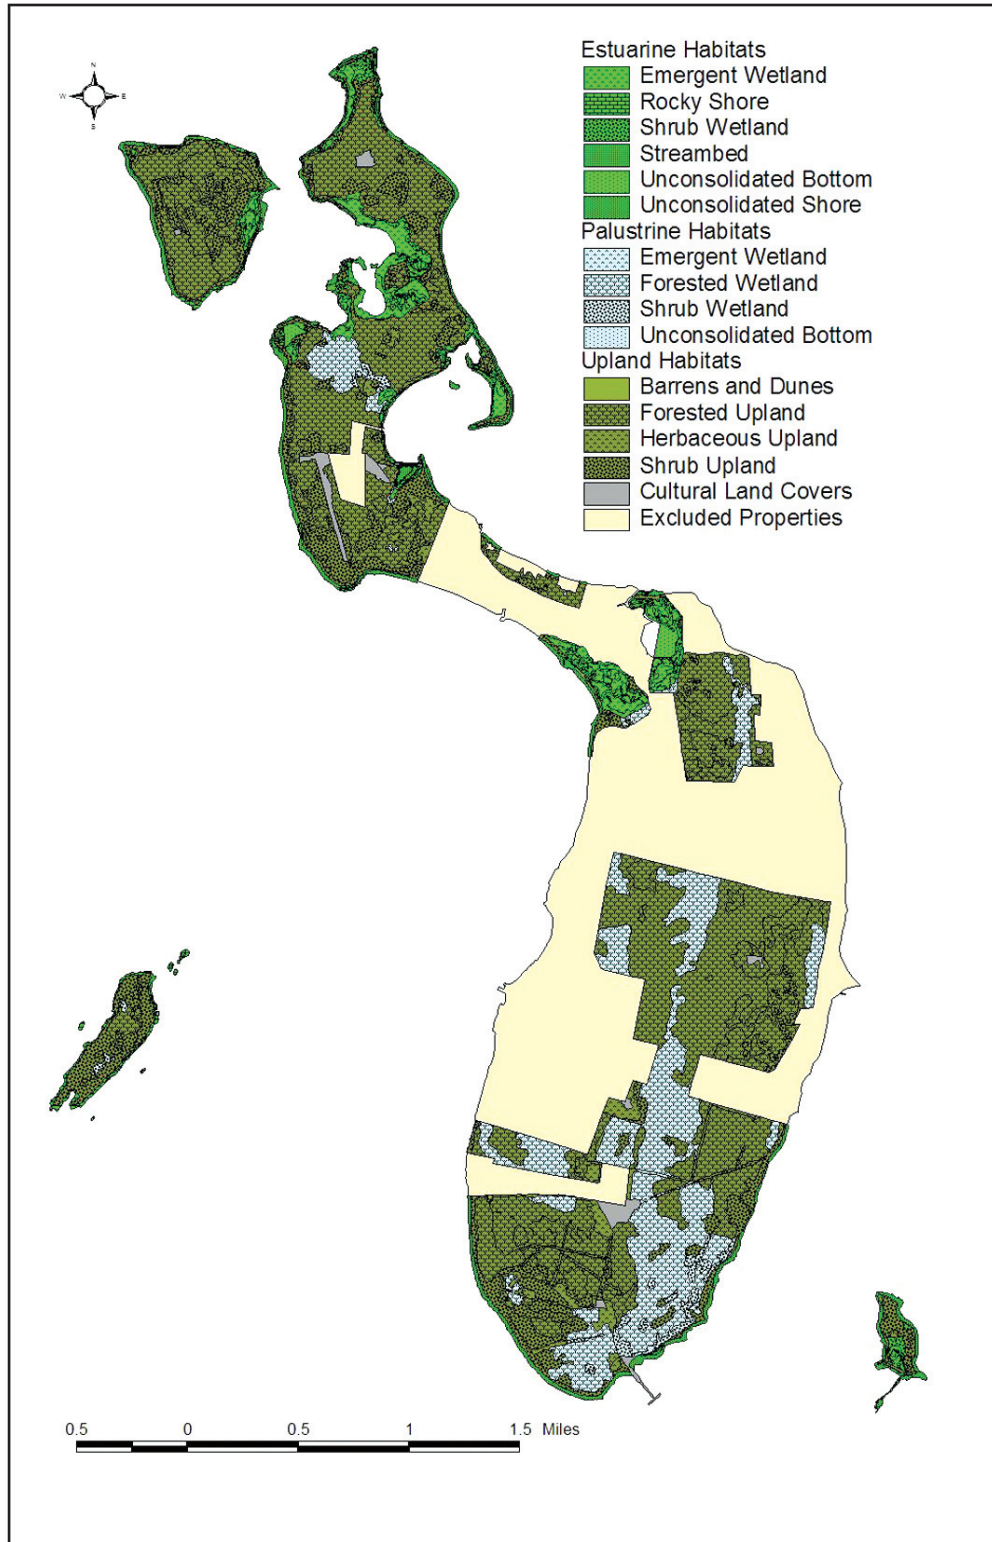 N
W E
S
Estuarine Habitats
Emergent Wetland
Rocky Shore
Shrub Wetland
Streambed
Unconsolidated Bottom
Unconsolidated Shore
Palustrine Habitats
Emergent Wetland
Forested Wetland
Shrub Wetland
Unconsolidated Bottom
Upland Habitats
Barrens and Dunes
Forested Upland
Herbaceous Upland
Shrub Upland
Cultural Land Covers
Excluded Properties
0.5 0 0.5 1 1.5 Miles